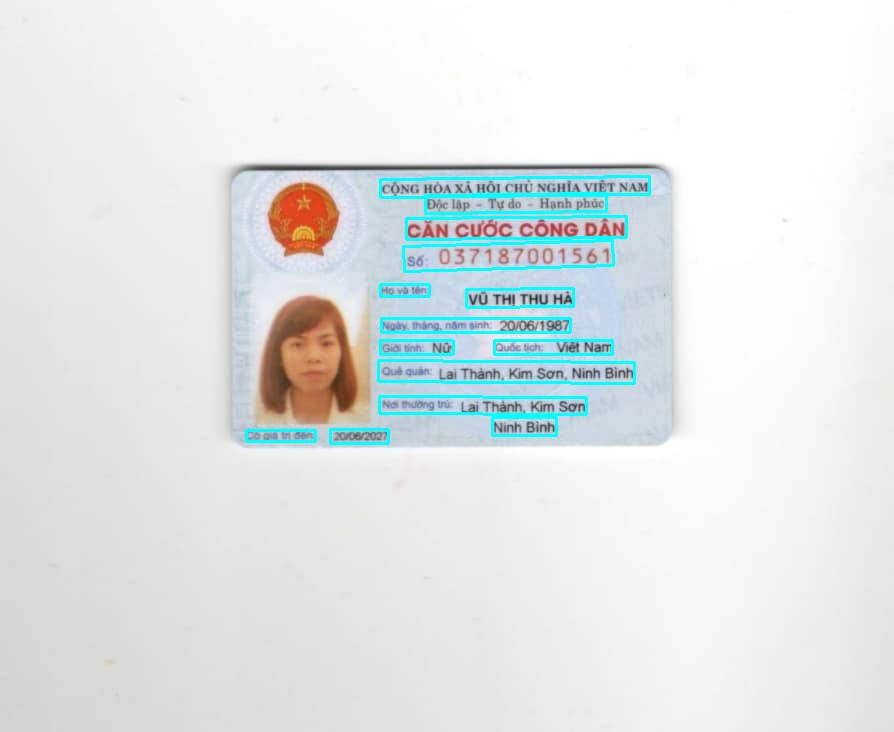 CỘNG HÒA XÃ HỘI CHỦ NGHĨA VIỆT NAM
Độc lập - Tự do - Hạnh phúc
CĂN CƯỚC CÔNG DÂN
Số: 037187001561
Họ và tên:
VŨ THỊ THU HÀ
Ngày, tháng, năm sinh: 20/06/1987
Giới tính: Nữ Quốc tịch: Việt Nam
Quê quán: Lai Thành, Kim Sơn, Ninh Bình
Nơi thường trú: Lai Thành, Kim Sơn
Ninh Bình
Có giá trị đến: 20/06/2027